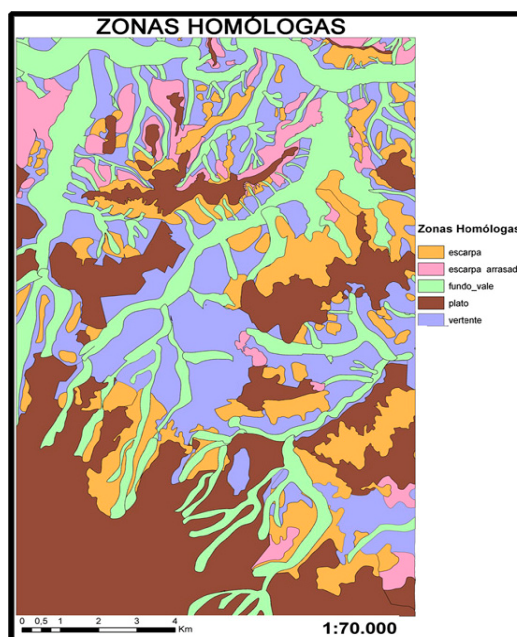 ZONAS HOMÓLOGAS
Zonas Homólogas
escarpa
escarpa arrasad
fundo_vale
plato
vertente
0 0,5 1 2 3 4
Km
1:70.000